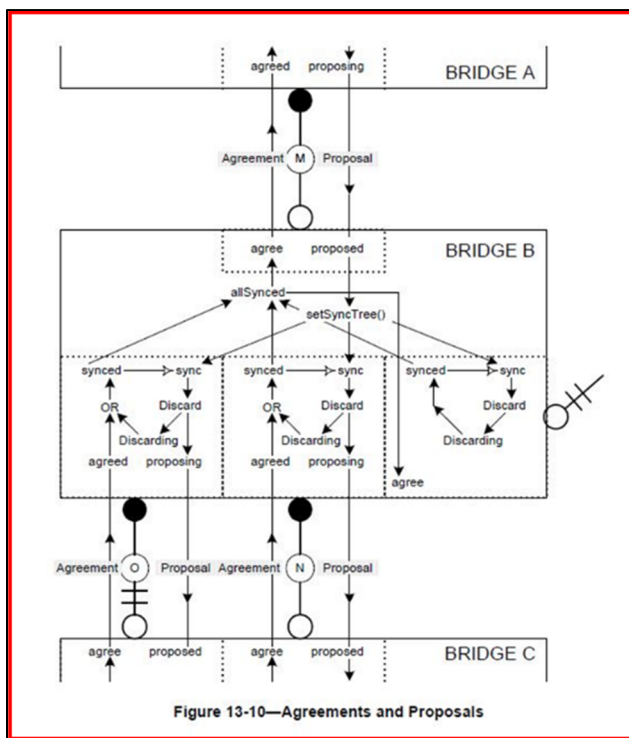 agreed proposing
BRIDGE A
Agreement M Proposal
agree proposed
BRIDGE B
allSynced
setSyncTree()
synced sync synced sync synced sync
OR Discard OR Discard Discard
Discarding Discarding Discarding
agreed proposing agreed proposing
agree
Agreement O Proposal Agreement N Proposal
agree proposed agree proposed
BRIDGE C
Figure 13-10—Agreements and Proposals